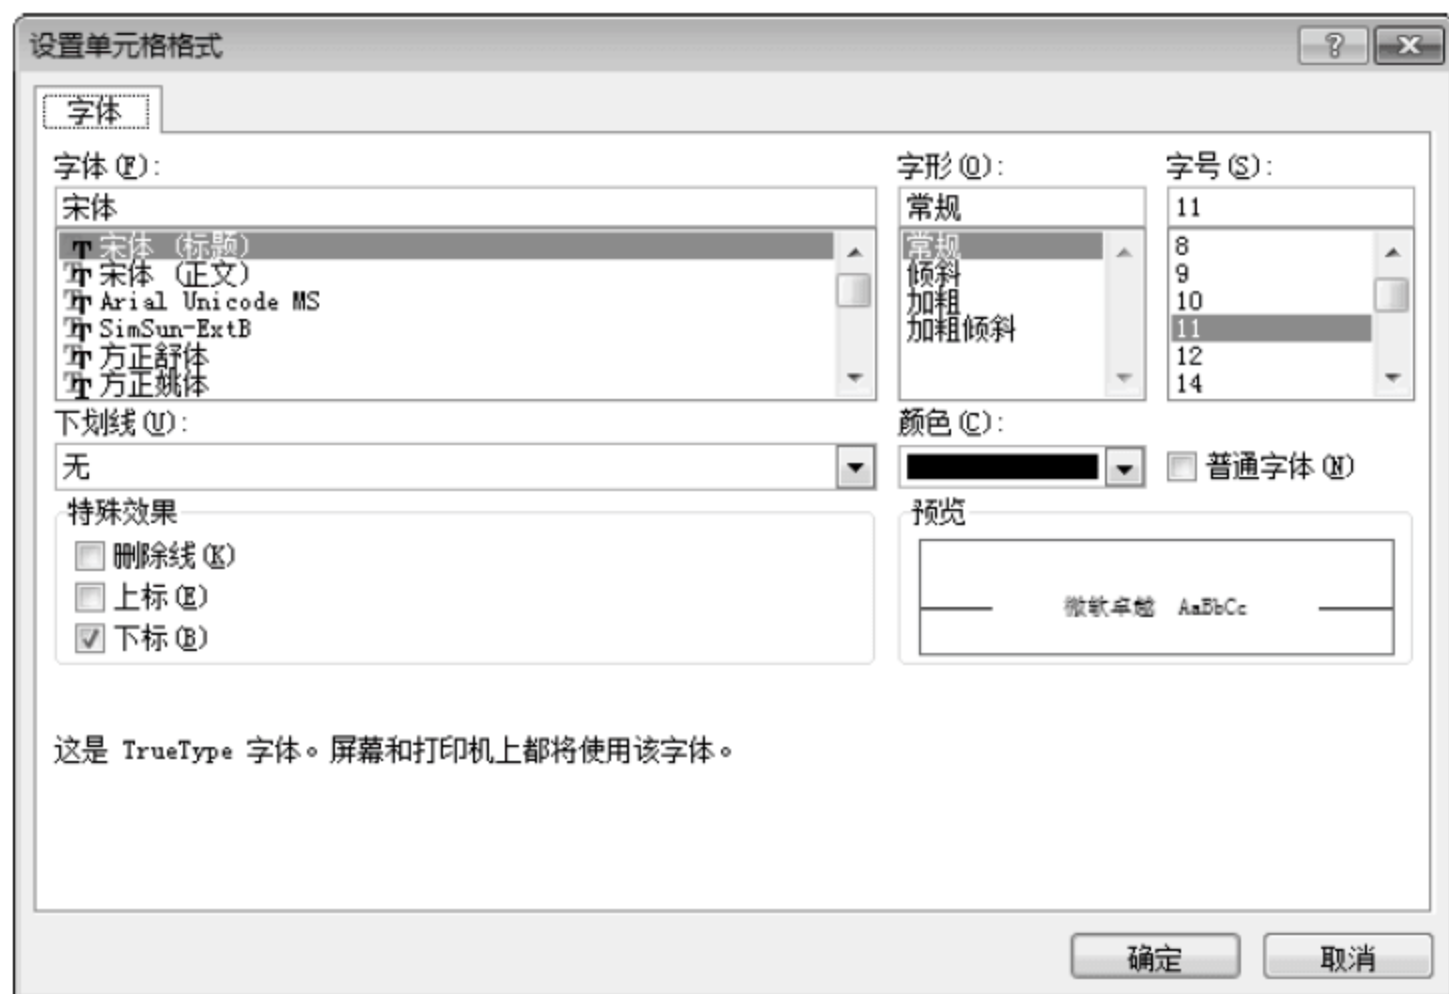 设置单元格格式
字体
字体(F): 字形(O): 字号(S):
宋体 常规 11
宋体 (标题) 常规 8
宋体 (正文) 倾斜 9
Arial Unicode MS 加粗 10
SimSun-ExtB 加粗倾斜 11
方正舒体 12
方正姚体 14
下划线(U): 颜色(C):
无 普通字体(N)
特殊效果 预览
删除线(K)
上标(E) 微软卓越 AaBbCc
下标(B)
这是 TrueType 字体。屏幕和打印机上都将使用该字体。
确定 取消